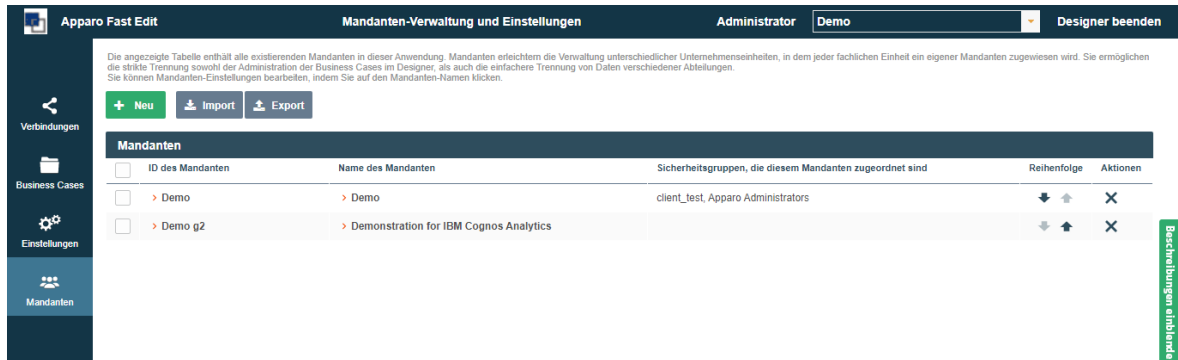 Apparo Fast Edit
Mandanten-Verwaltung und Einstellungen
Administrator
Demo
Designer beenden
Die angezeigte Tabelle enthält alle existierenden Mandanten in dieser Anwendung. Mandanten erleichtern die Verwaltung unterschiedlicher Unternehmenseinheiten, in dem jeder fachlichen Einheit ein eigener Mandanten zugewiesen wird. Sie ermöglichen
die strikte Trennung sowohl der Administration der Business Cases im Designer, als auch die einfachere Trennung von Daten verschiedener Abteilungen.
Sie können Mandanten-Einstellungen bearbeiten, indem Sie auf den Mandanten-Namen klicken.
Neu
Import
Export
Verbindungen
Business Cases
Einstellungen
Mandanten
Mandanten
ID des Mandanten
Name des Mandanten
Sicherheitsgruppen, die diesem Mandanten zugeordnet sind
Reihenfolge
Aktionen
> Demo
> Demo
client_test, Apparo Administrators
> Demo g2
> Demonstration for IBM Cognos Analytics
Beschreibungen einblende